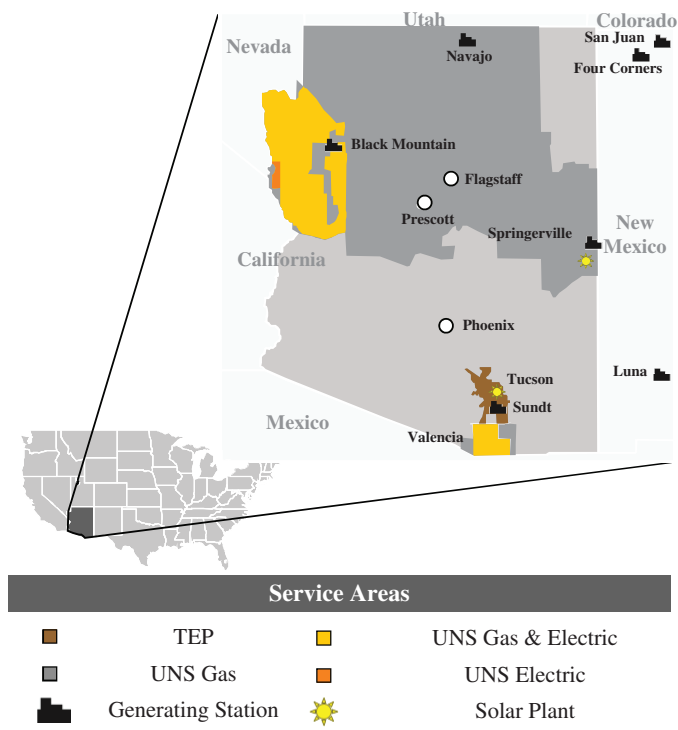 Utah
Colorado
Nevada
San Juan
Navajo
Four Corners
Black Mountain
Flagstaff
Prescott
New
Mexico
Springerville
California
Phoenix
Luna
Tucson
Sundt
Mexico
Valencia
Service Areas
TEP
UNS Gas & Electric
UNS Gas
UNS Electric
Generating Station
Solar Plant